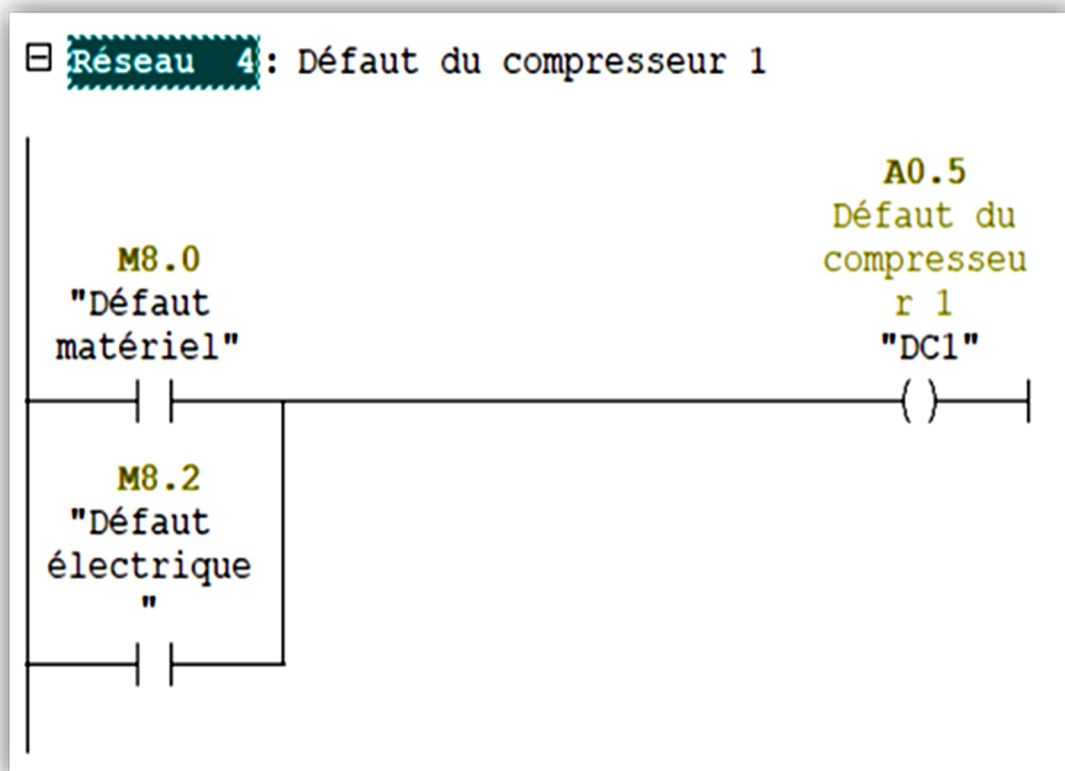 Réseau 4: Défaut du compresseur 1
A0.5
Défaut du
compresseu
r 1
"DC1"
M8.0
"Défaut
matériel"
M8.2
"Défaut
électrique
"